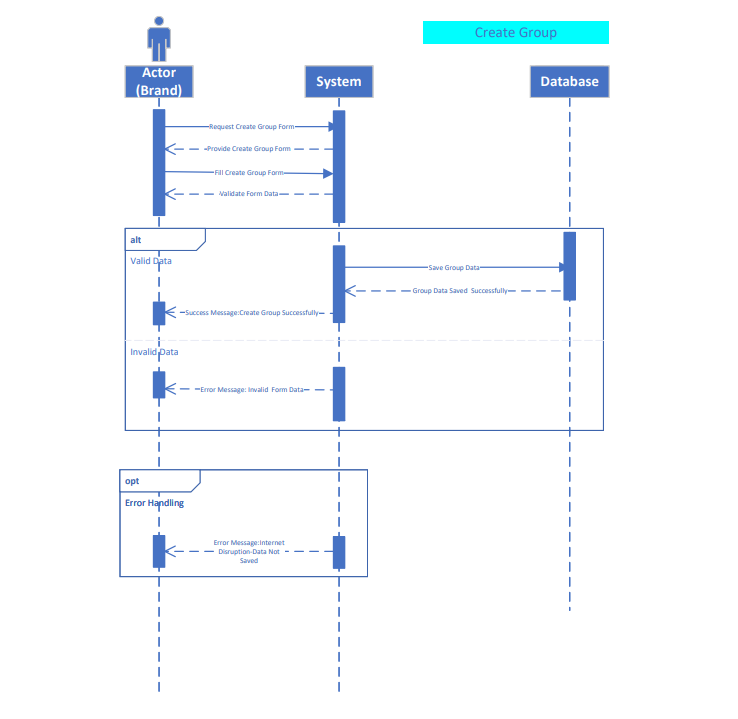 Create Group
Actor
(Brand)
System
Database
Request Create Group Form
Provide Create Group Form
Fill Create Group Form
Validate Form Data
alt
Valid Data
Save Group Data
Group Data Saved Successfully
Success Message:Create Group Successfully
Invalid Data
Error Message: Invalid Form Data
opt
Error Handling
Error Message:Internet
Disruption-Data Not
Saved